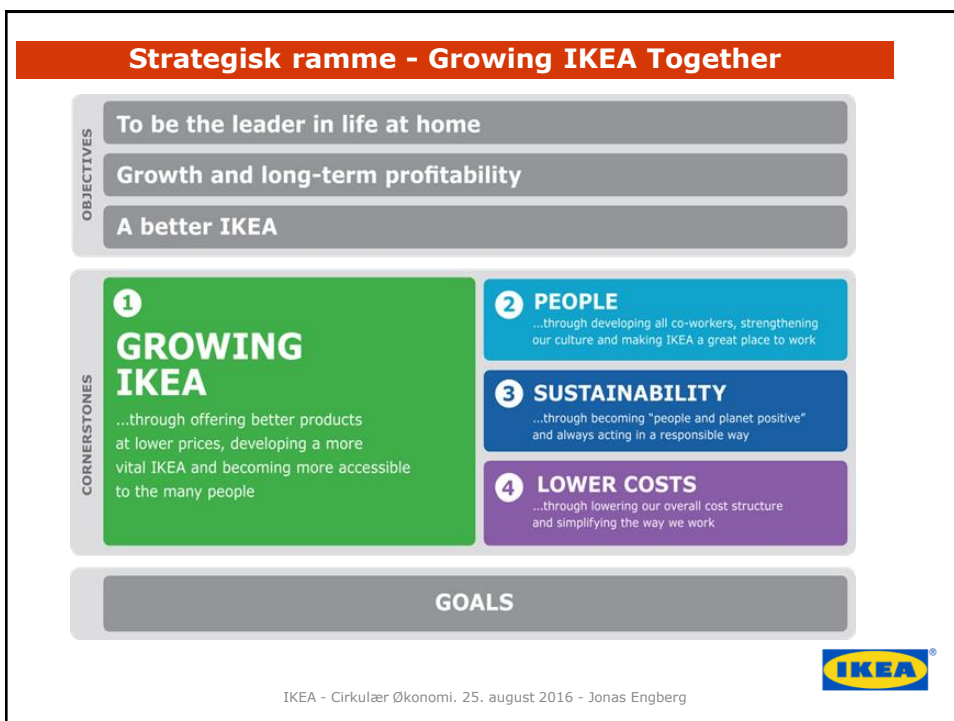 Strategisk ramme - Growing IKEA Together
OBJECTIVES
To be the leader in life at home
Growth and long-term profitability
A better IKEA
CORNERSTONES
1
GROWING
IKEA
...through offering better products
at lower prices, developing a more
vital IKEA and becoming more accessible
to the many people
2 PEOPLE
...through developing all co-workers, strengthening
our culture and making IKEA a great place to work
3 SUSTAINABILITY
...through becoming “people and planet positive”
and always acting in a responsible way
4 LOWER COSTS
...through lowering our overall cost structure
and simplifying the way we work
GOALS
IKEA®
IKEA - Cirkulær Økonomi. 25. august 2016 - Jonas Engberg